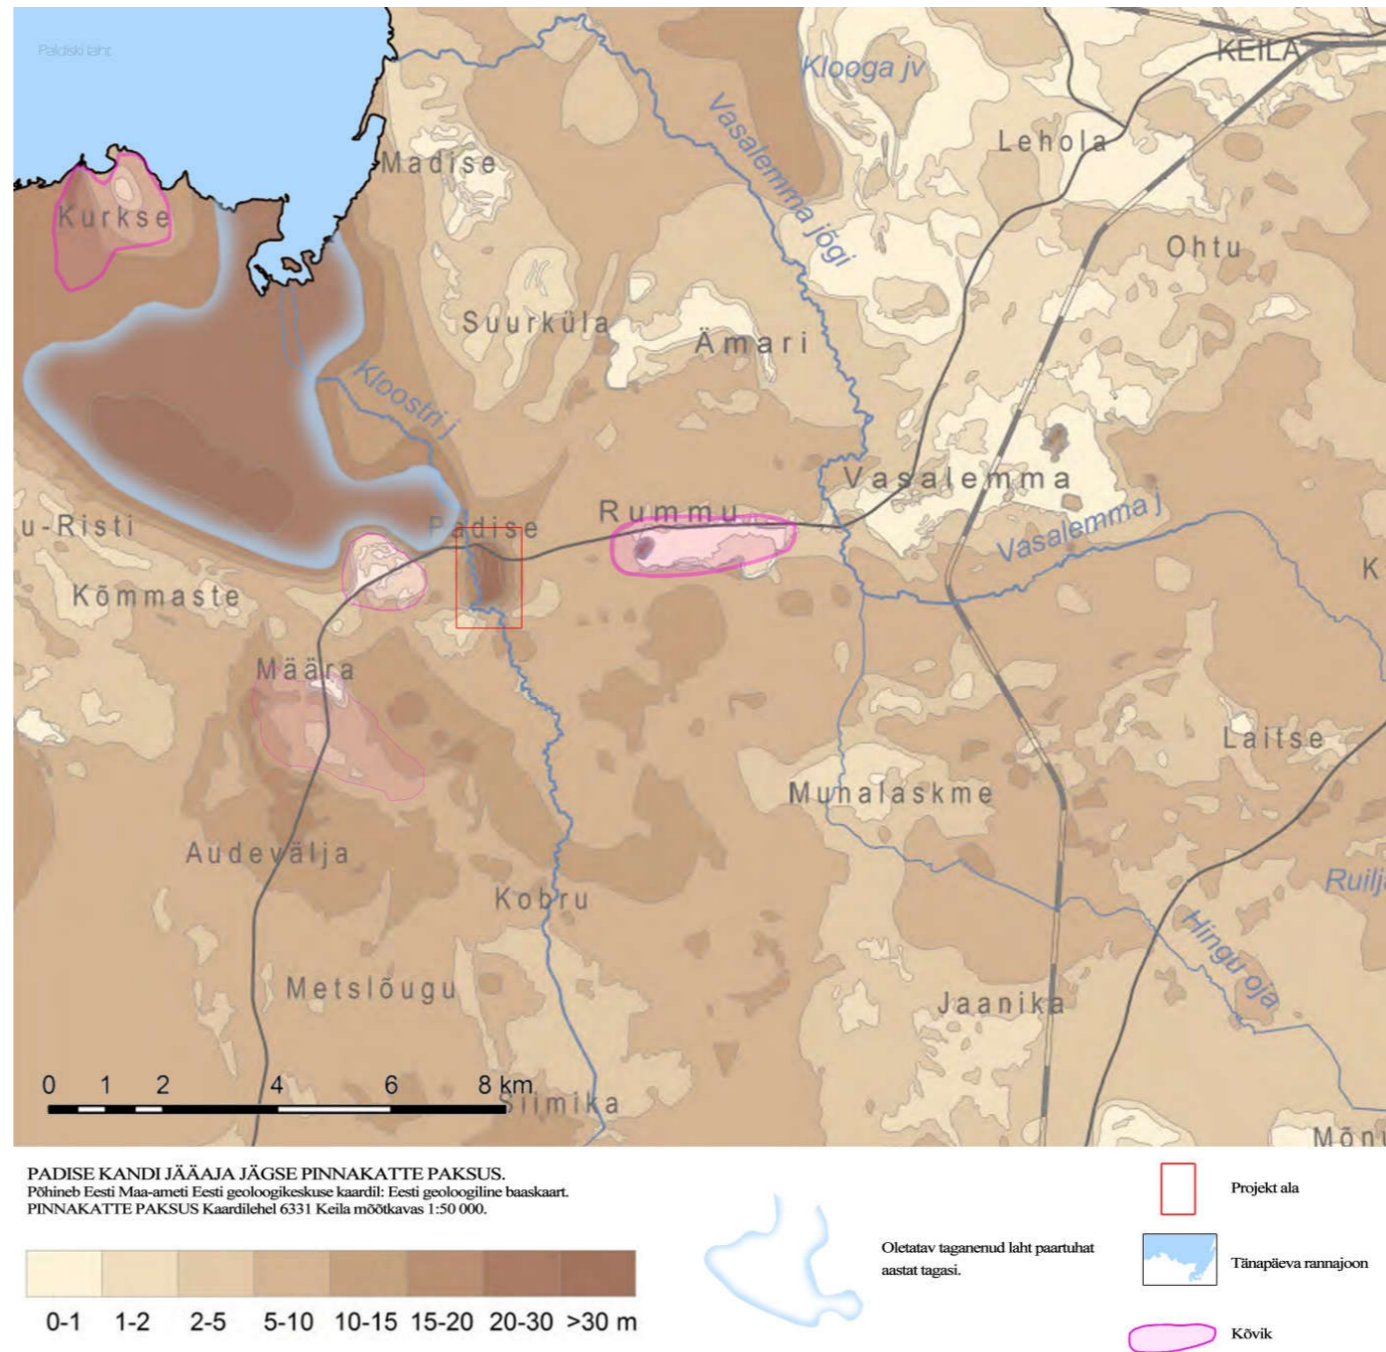 Paldiski laht
KEILA
Klooga jv
Vasalemma jõgi
Lehola
Madise
Kurkse
Ohtu
Suurküla
Ämari
Kloostri j
Vasalemma
Rummu
u-Risti
Padise
Vasalemma j
Kõmmaste
K
Määra
Laitse
Munalaskme
Audevälja
Kobru
Ruilj
Hingu oja
Metslõugu
Jaanika
0 1 2 4 6 8 km
Siimika
Mõnu
PADISE KANDI JÄÄAJA JÄGSE PINNAKATTE PAKSUS.
Põhineb Eesti Maa-ameti Eesti geoloogikeskuse kaardil: Eesti geoloogiline baaskaart.
PINNAKATTE PAKSUS Kaardilehel 6331 Keila mõõtkavas 1:50 000.
0-1 1-2 2-5 5-10 10-15 15-20 20-30 >30 m
Oletatav taganenud laht paartuhat
aastat tagasi.
Projekt ala
Tänapäeva rannajoon
Kõvik